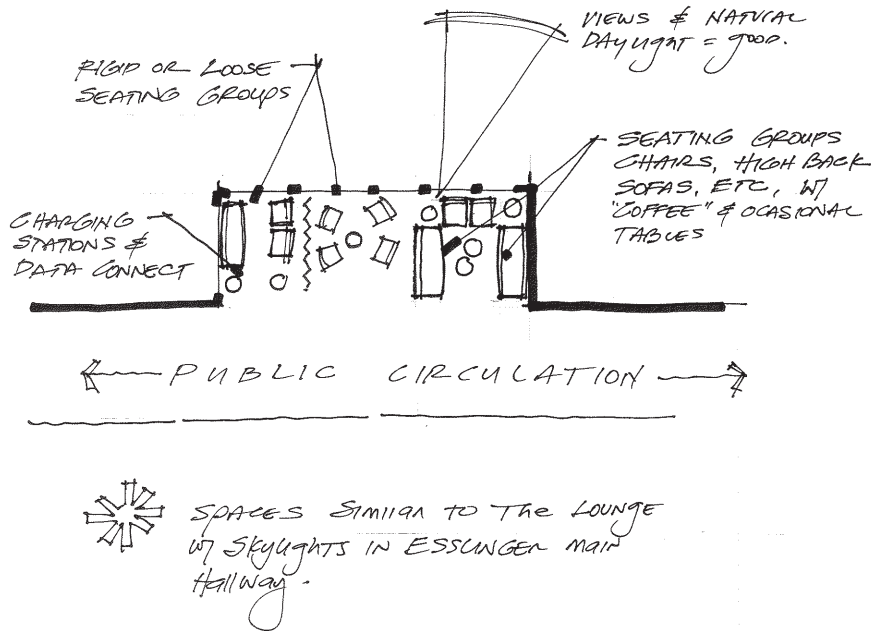 VIEWS & NATURAL
DAYLIGHT = good.
RIGID OR LOOSE
SEATING GROUPS
SEATING GROUPS
CHAIRS, HIGH BACK
SOFAS, ETC, W/
"COFFEE" & OCASIONAL
TABLES
CHARGING
STATIONS &
DATA CONNECT
PUBLIC CIRCULATION
SPACES SIMILAR TO THE LOUNGE
W/ SKYLIGHTS IN ESSLINGER MAIN
HALLWAY.